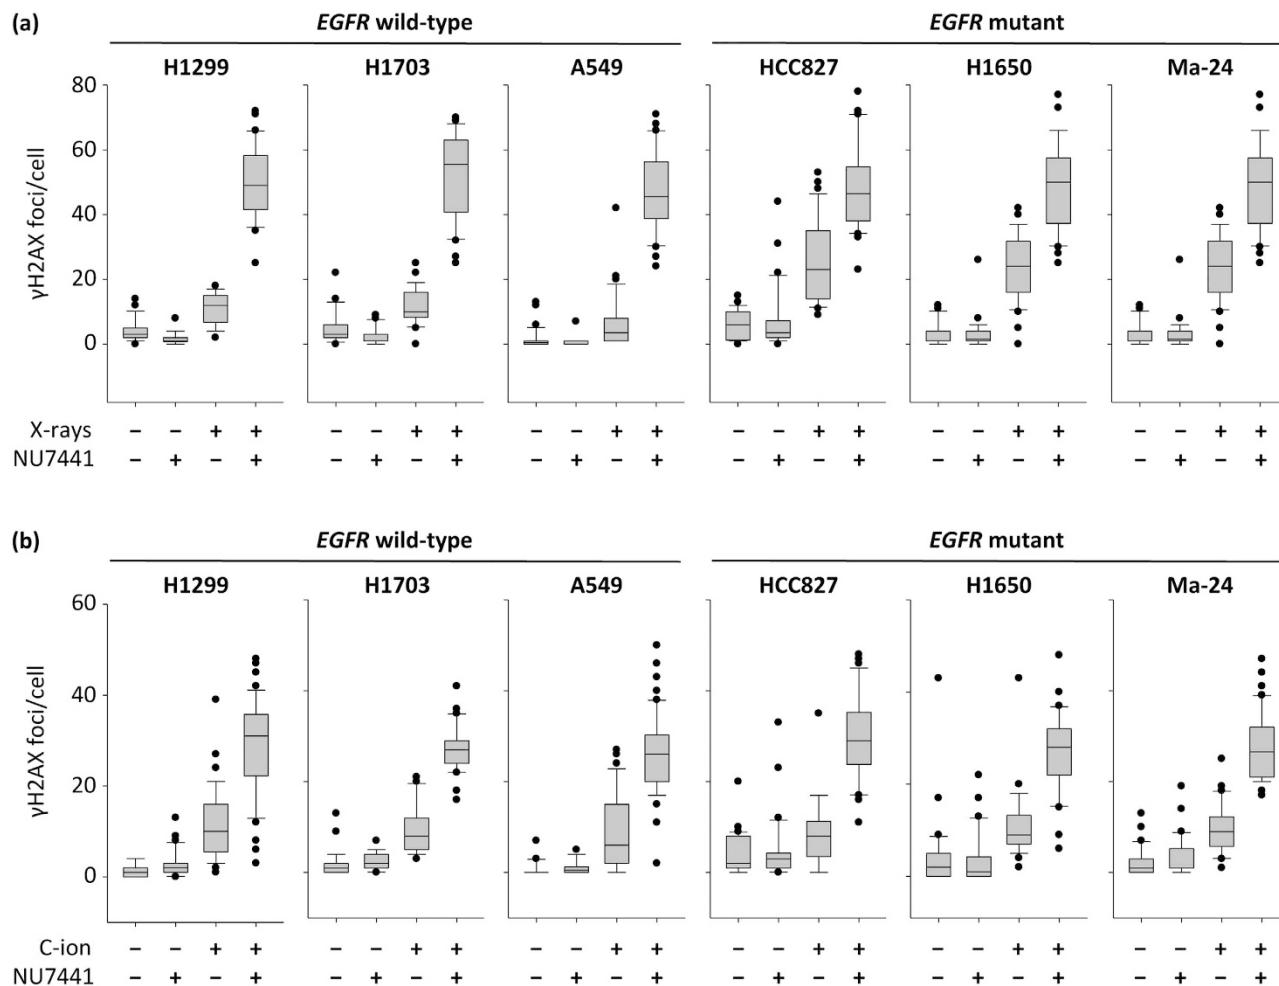 (a)
EGFR wild-type EGFR mutant
H1299 H1703 A549 HCC827 H1650 Ma-24
80
60
40
20
0
γH2AX foci/cell
X-rays − − + + − − + + − − + + − − + + − − + + − − + +
NU7441 − + − + − + − + − + − + − + − + − + − + − + − +
(b)
EGFR wild-type EGFR mutant
H1299 H1703 A549 HCC827 H1650 Ma-24
60
40
20
0
γH2AX foci/cell
C-ion − − + + − − + + − − + + − − + + − − + + − − + +
NU7441 − + − + − + − + − + − + − + − + − + − + − + − +